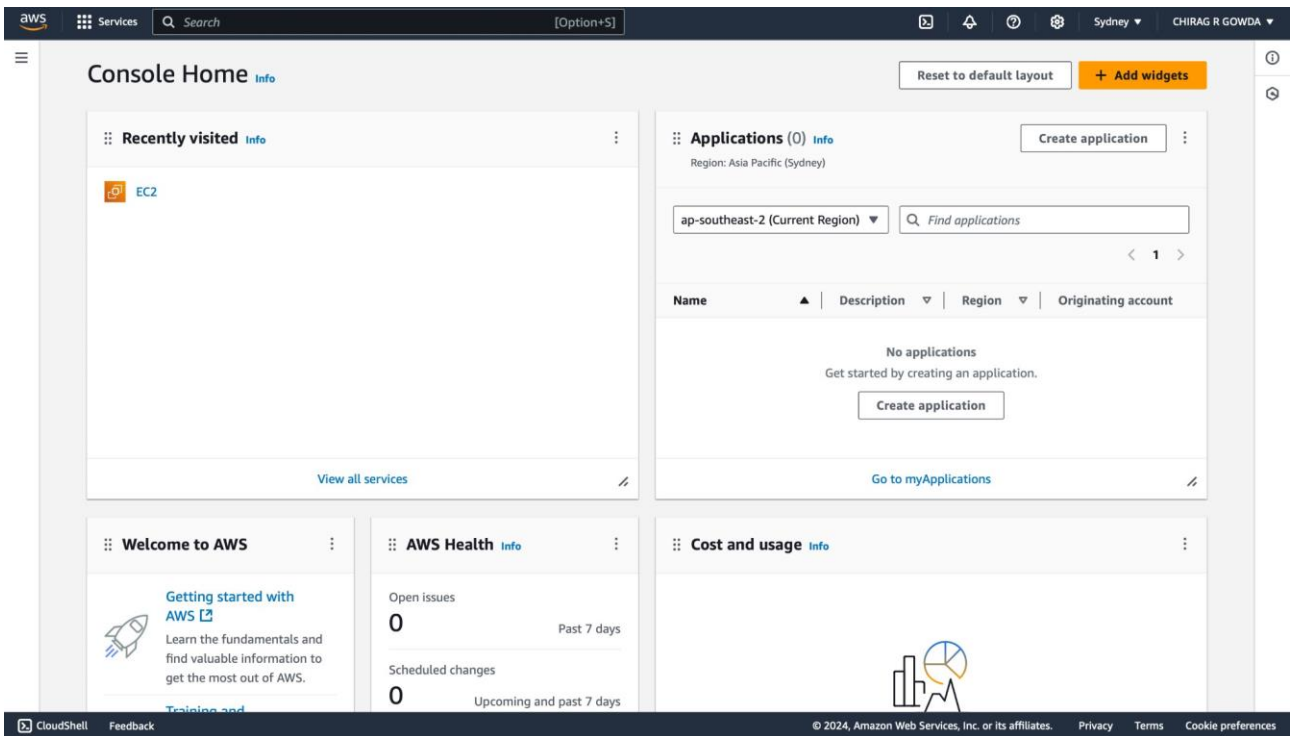 aws Services Search [Option+S] Sydney ▼ CHIRAG R GOWDA ▼
Console Home Info
Reset to default layout + Add widgets
Recently visited Info
EC2
View all services
Applications (0) Info
Create application
Region: Asia Pacific (Sydney)
ap-southeast-2 (Current Region) ▼ Find applications
< 1 >
Name ▲ Description ▽ Region ▽ Originating account
No applications
Get started by creating an application.
Create application
Go to myApplications
Welcome to AWS
Getting started with
AWS
Learn the fundamentals and
find valuable information to
get the most out of AWS.
Training and
AWS Health Info
Open issues
0 Past 7 days
Scheduled changes
0 Upcoming and past 7 days
Cost and usage Info
CloudShell Feedback © 2024, Amazon Web Services, Inc. or its affiliates. Privacy Terms Cookie preferences